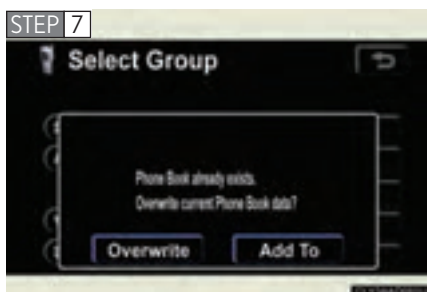 STEP 7
Select Group
Phone Book already exists.
Overwrite current Phone Book data?
Overwrite Add To